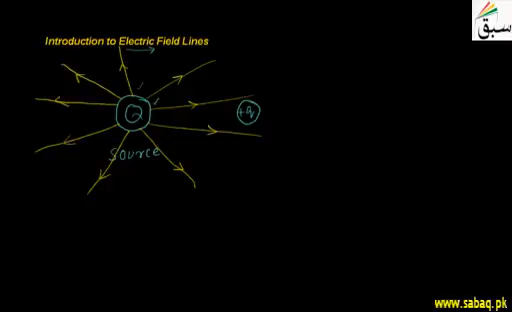 Introduction to Electric Field Lines
سبق
Q
+q
Source
www.sabaq.pk